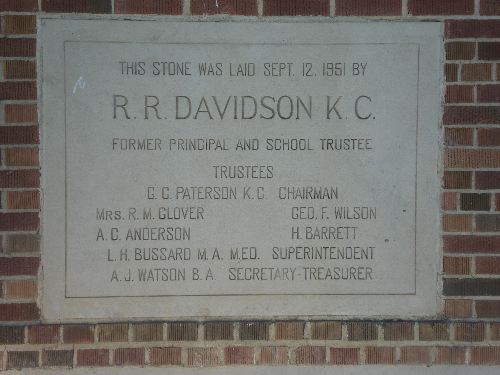 THIS STONE WAS LAID SEPT. 12. 1951 BY
R. R. DAVIDSON K. C.
FORMER PRINCIPAL AND SCHOOL TRUSTEE
TRUSTEES
G. C. PATERSON K. C. CHAIRMAN
MRS. R. M. GLOVER GEO. F. WILSON
A. C. ANDERSON H. BARRETT
L. H. BUSSARD M. A. M.ED. SUPERINTENDENT
A. J. WATSON B. A. SECRETARY-TREASURER